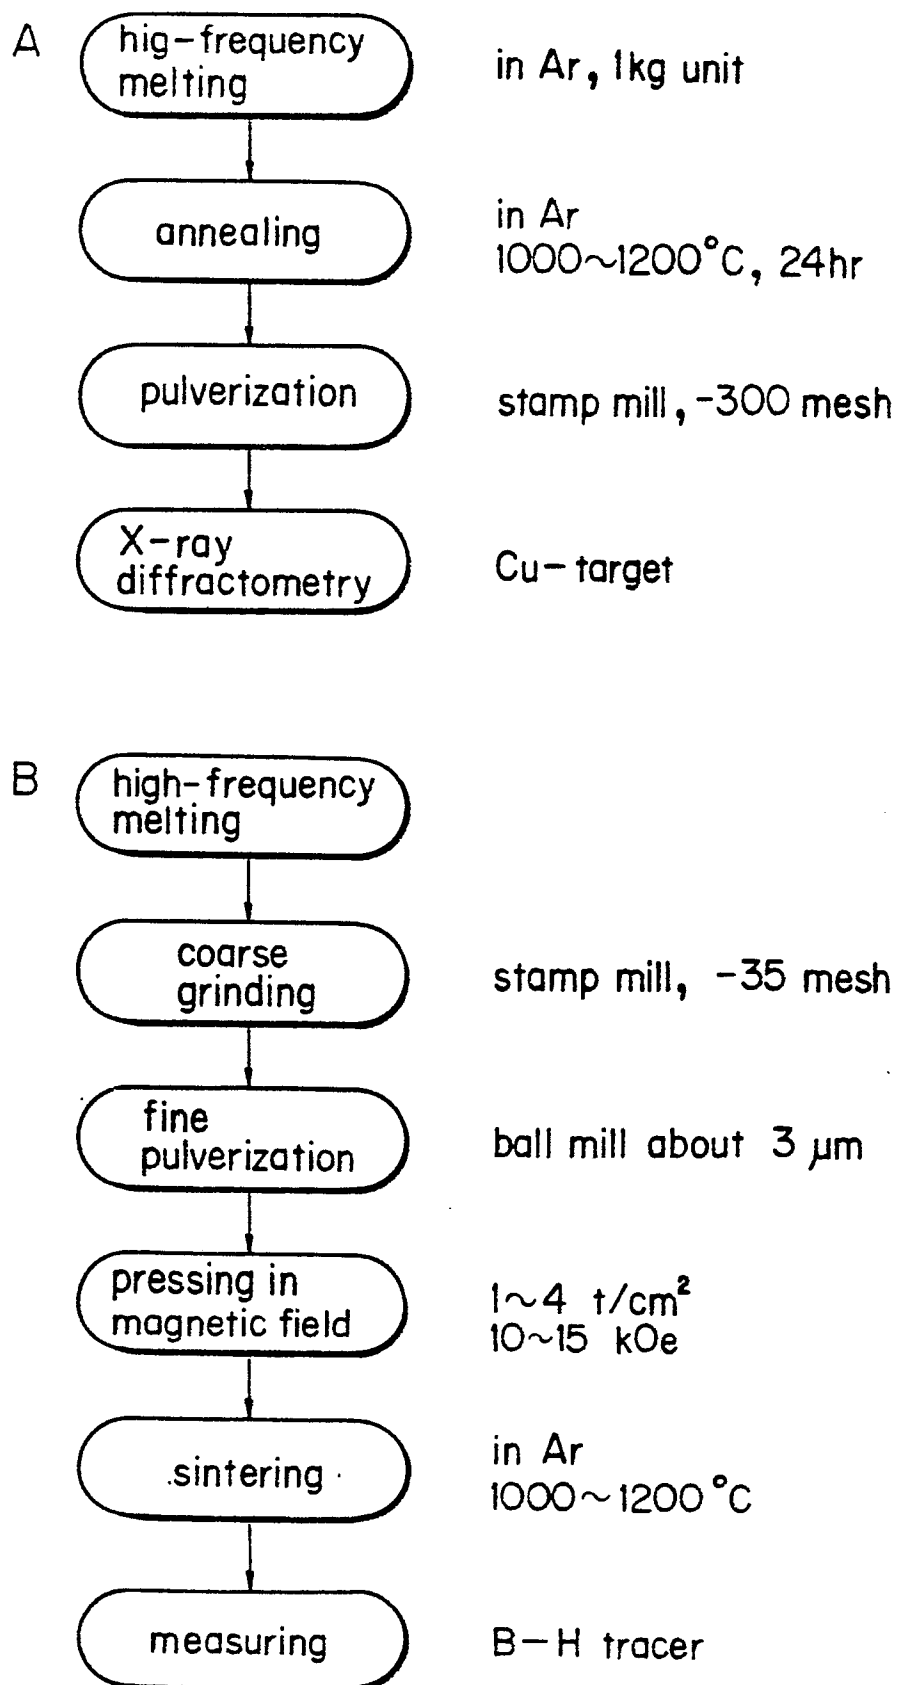 A
hig-frequency
melting
in Ar, 1kg unit
annealing
in Ar
1000~1200°C, 24hr
pulverization
stamp mill, -300 mesh
X-ray
diffractometry
Cu-target
B
high-frequency
melting
coarse
grinding
stamp mill, -35 mesh
fine
pulverization
ball mill about 3 µm
pressing in
magnetic field
1~4 t/cm²
10~15 kOe
sintering
in Ar
1000~1200°C
measuring
B-H tracer